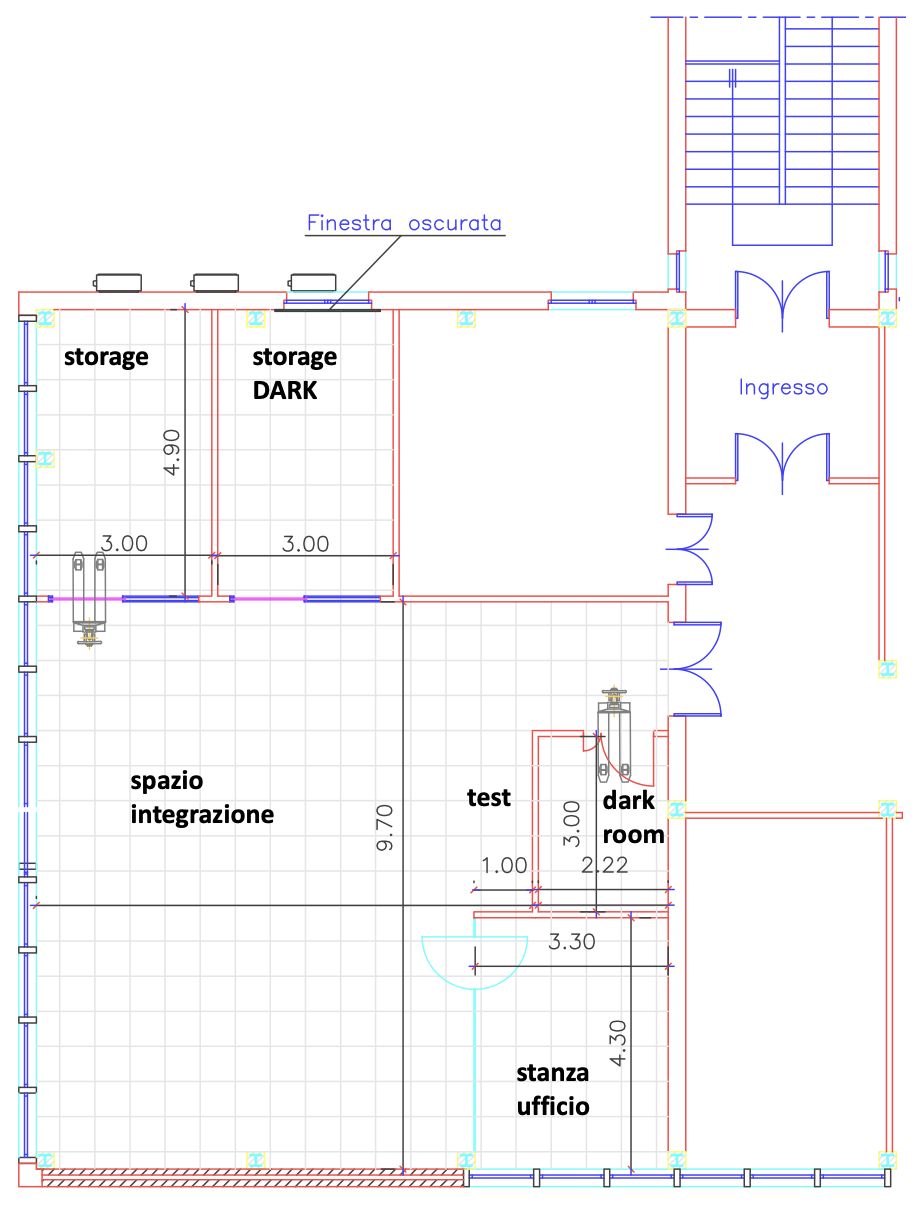 Finestra oscurata
storage
storage
DARK
Ingresso
4.90
3.00
3.00
spazio
integrazione
test
dark
room
9.70
3.00
1.00
2.22
3.30
4.30
stanza
ufficio